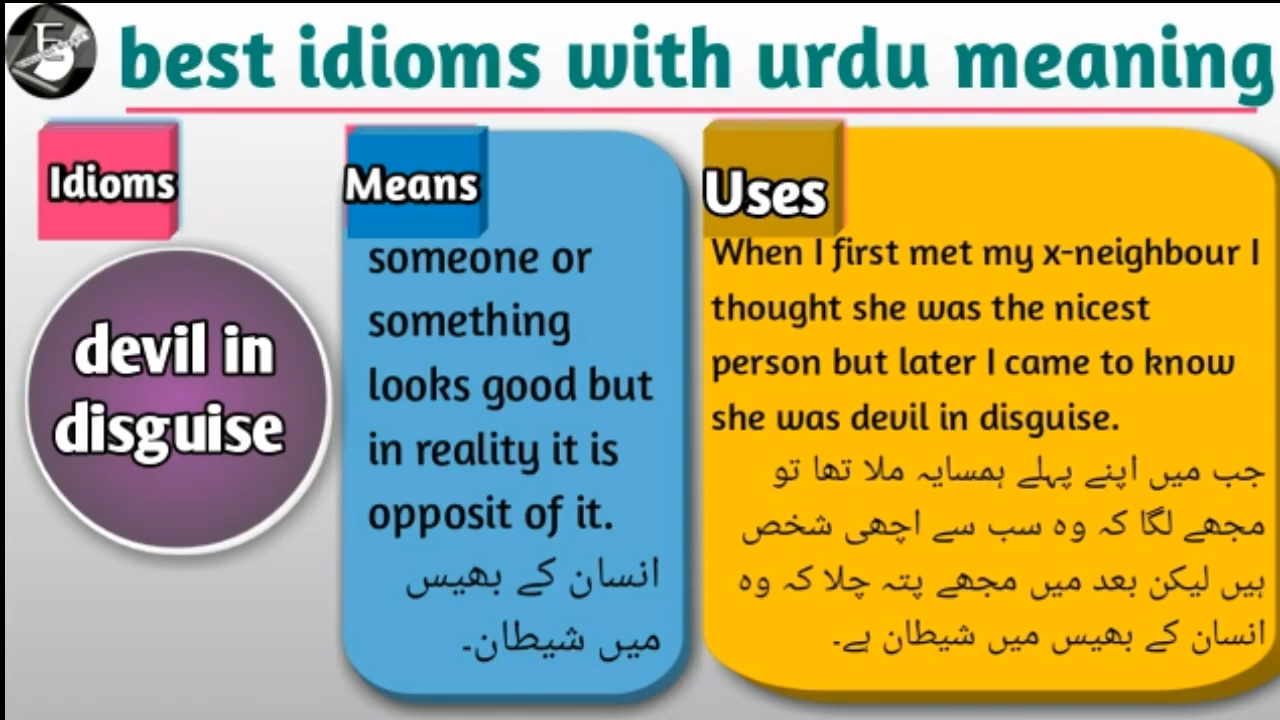 best idioms with urdu meaning
Idioms
devil in
disguise
Means
someone or
something
looks good but
in reality it is
opposit of it.
انسان کے بھیس
میں شیطان۔
Uses
When I first met my x-neighbour I
thought she was the nicest
person but later I came to know
she was devil in disguise.
جب میں اپنے پہلے ہمسایہ ملا تھا تو
مجھے لگا کہ وہ سب سے اچھی شخص
ہیں لیکن بعد میں مجھے پتہ چلا کہ وہ
انسان کے بھیس میں شیطان ہے۔